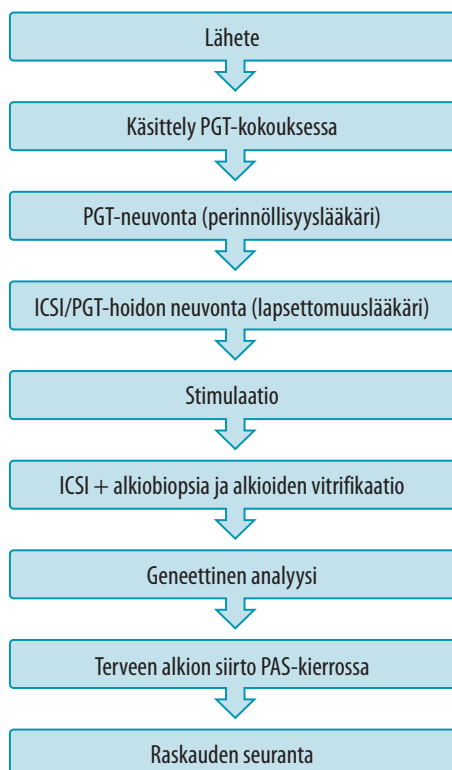 Lähete
Käsittely PGT-kokouksessa
PGT-neuvonta (perinnöllisyyslääkäri)
ICSI/PGT-hoidon neuvonta (lapsettomuuslääkäri)
Stimulaatio
ICSI + alkiobiopsia ja alkioiden vitrifikaatio
Geneettinen analyysi
Terveen alkion siirto PAS-kierrossa
Raskauden seuranta